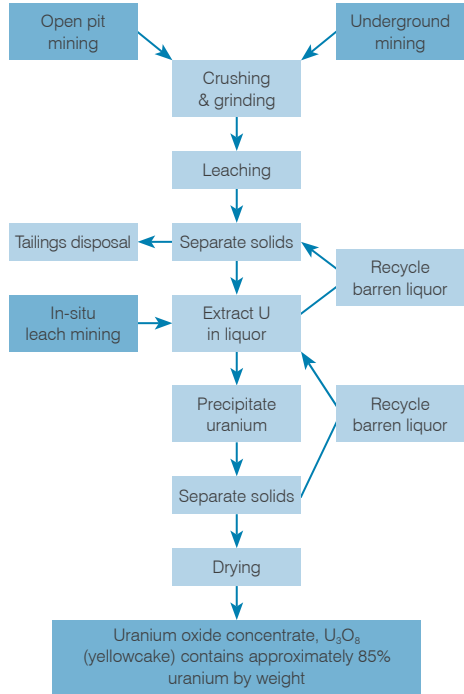 Open pit
mining
Underground
mining
Crushing
& grinding
Leaching
Tailings disposal
Separate solids
Recycle
barren liquor
In-situ
leach mining
Extract U
in liquor
Precipitate
uranium
Recycle
barren liquor
Separate solids
Drying
Uranium oxide concentrate, U₃O₈
(yellowcake) contains approximately 85%
uranium by weight